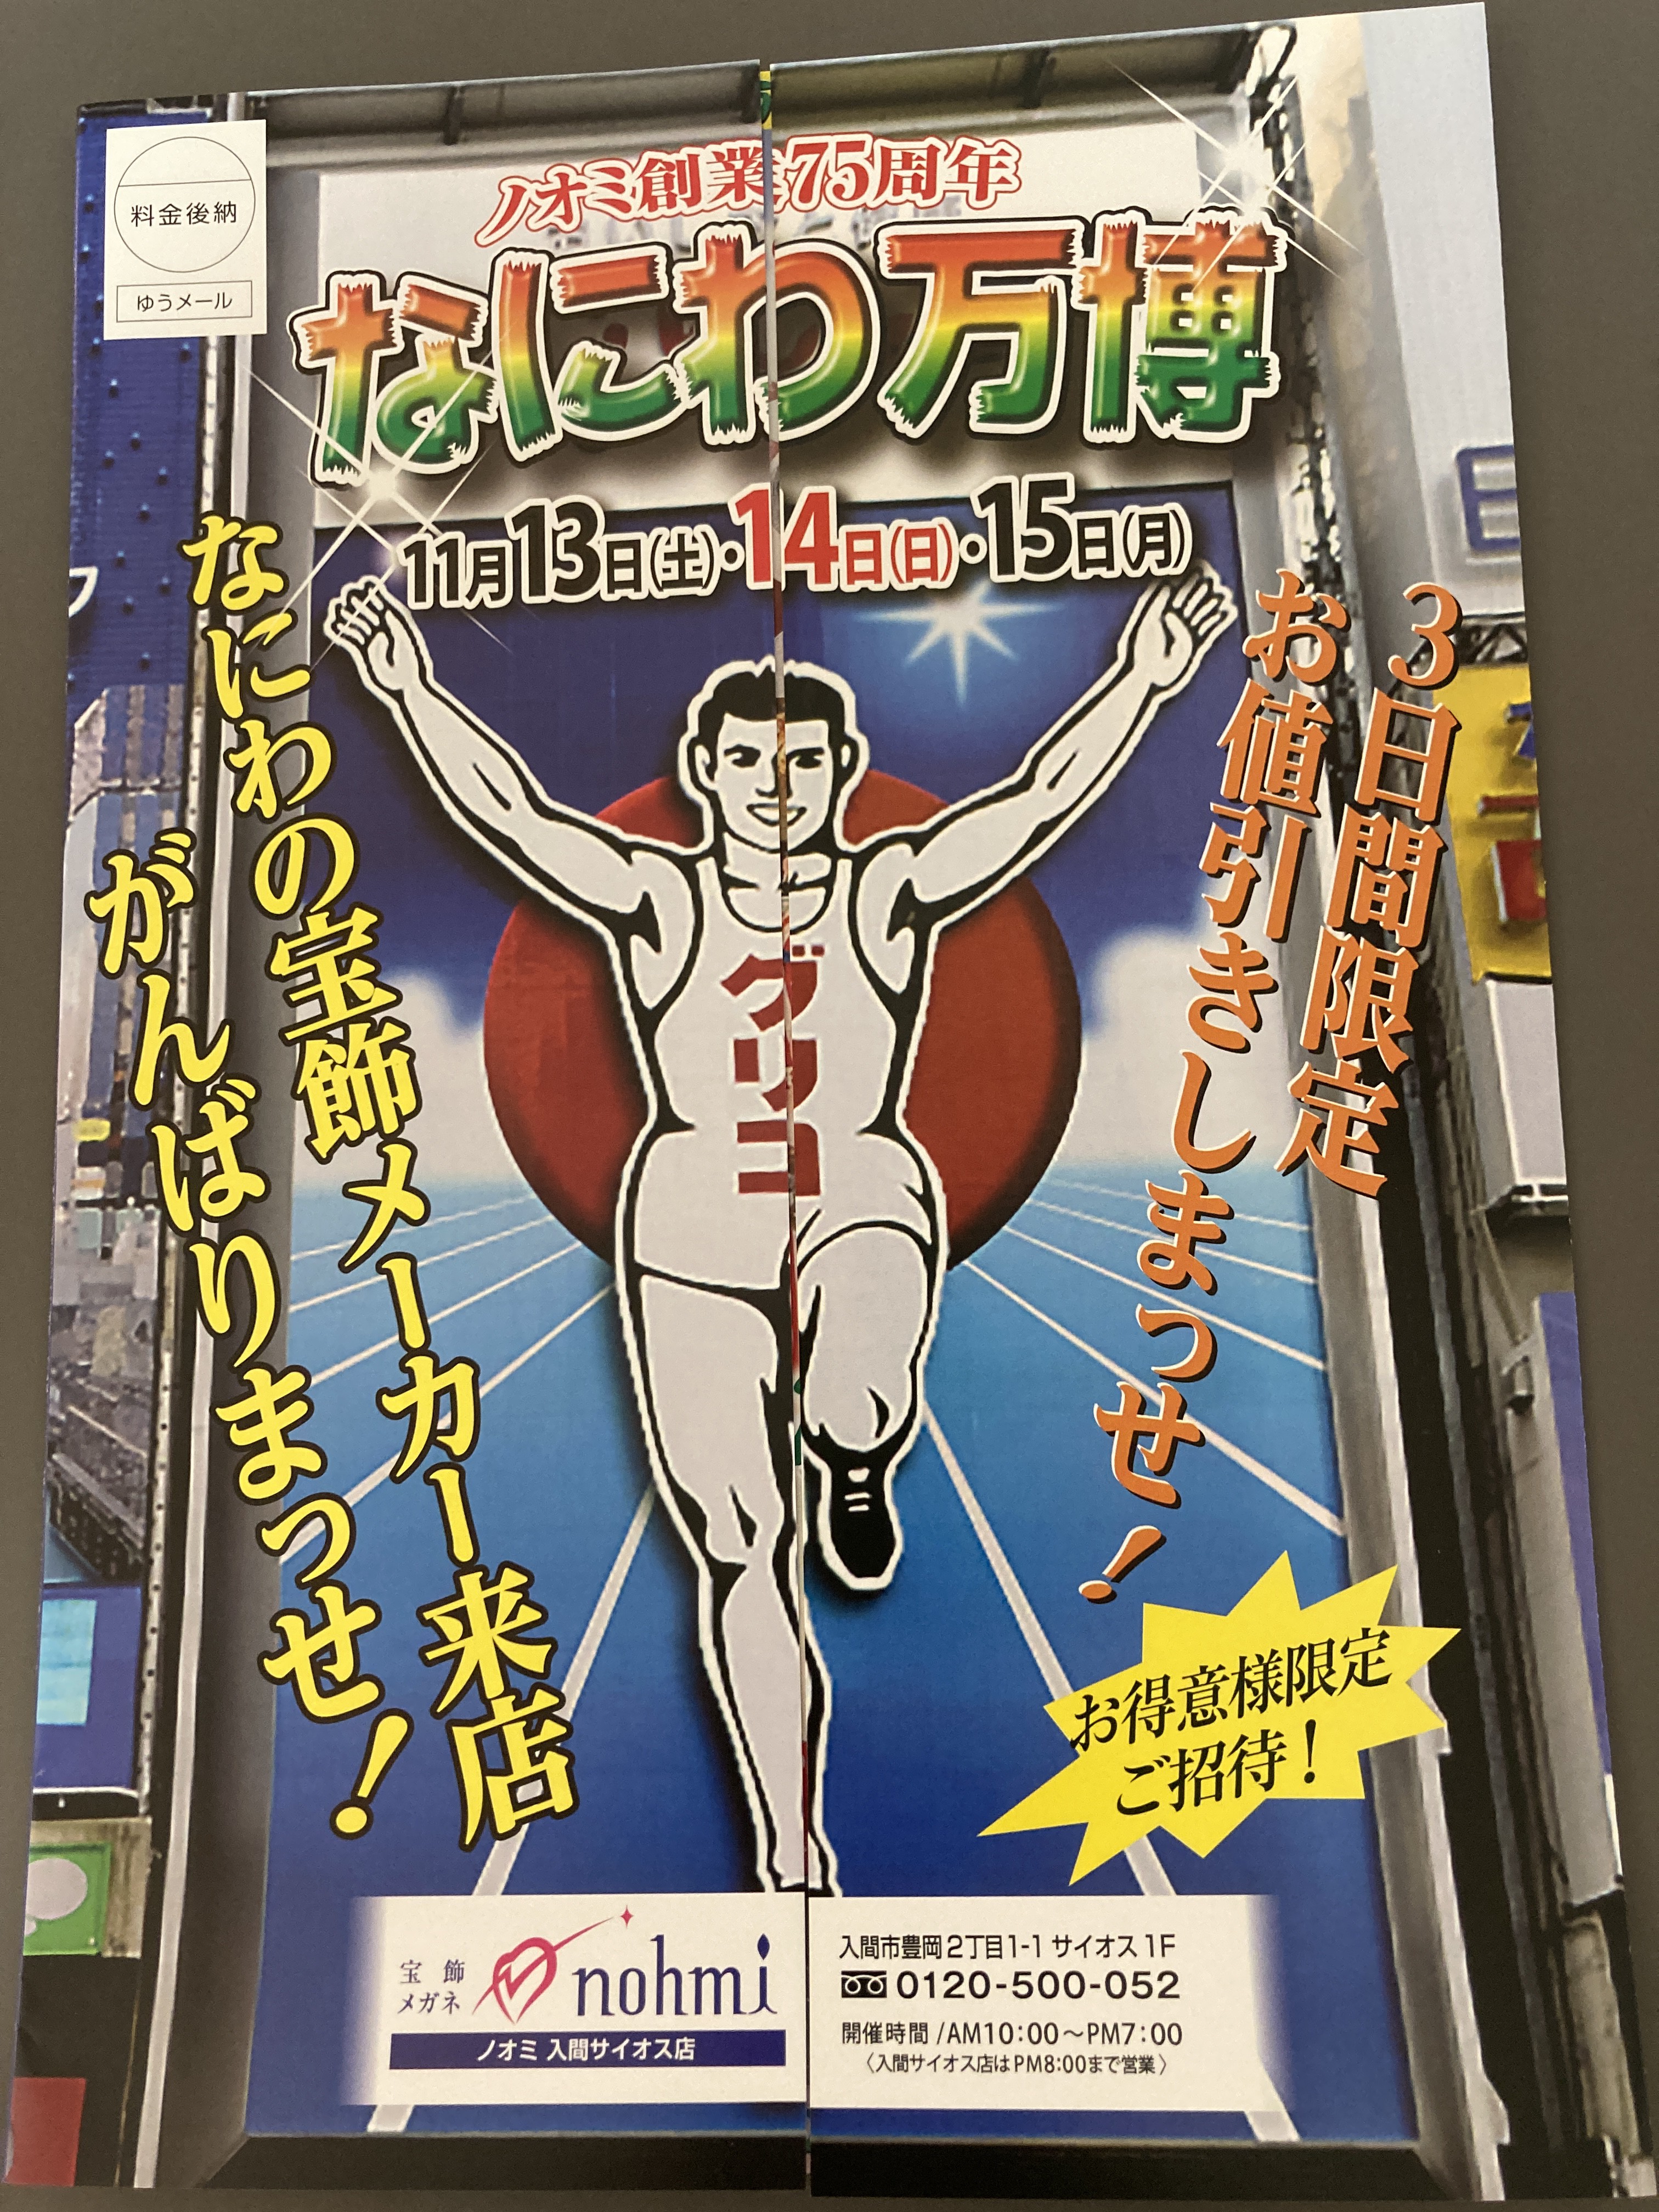 料金後納
ゆうメール
ノオミ創業75周年
なにわ万博
11月13日(土)・14日(日)・15日(月)
3日間限定
お値引きしまっせ!
なにわの宝飾メーカー来店
がんばりまっせ!
グリコ
お得意様限定
ご招待!
宝飾
メガネ
nohmi
ノオミ 入間サイオス店
入間市豊岡2丁目1-1 サイオス1F
0120-500-052
開催時間/AM10:00~PM7:00
〈入間サイオス店はPM8:00まで営業〉